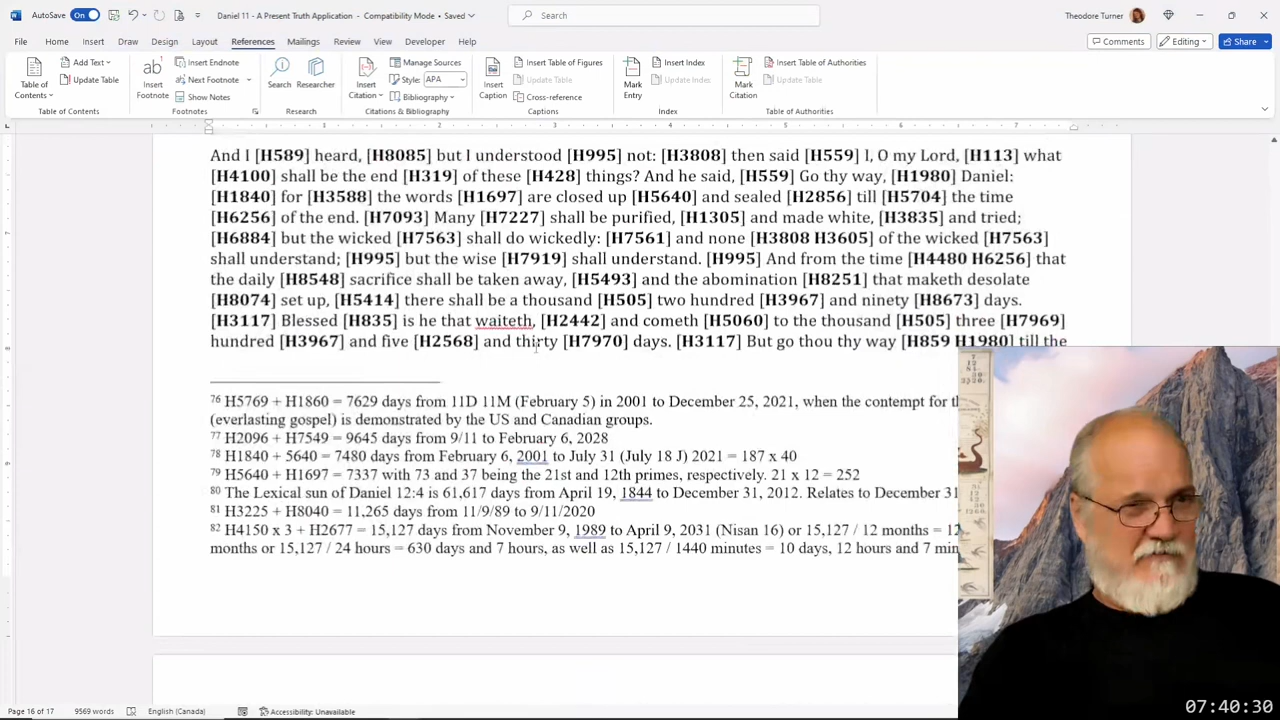 AutoSave On Daniel 11 - A Present Truth Application - Compatibility Mode • Saved Search Theodore Turner
File Home Insert Draw Design Layout References Mailings Review View Developer Help Comments Editing Share
Table of Contents Add Text Update Table Table of Contents
Insert Footnote ab Insert Endnote Next Footnote Show Notes Footnotes
Search Researcher Research
Insert Citation Manage Sources Style: APA Bibliography Citations & Bibliography
Insert Caption Insert Table of Figures Update Table Cross-reference Captions
Mark Entry Insert Index Update Index Index
Mark Citation Insert Table of Authorities Update Table Table of Authorities
1 1 2 3 4 5 6 7
And I [H589] heard, [H8085] but I understood [H995] not: [H3808] then said [H559] I, O my Lord, [H113] what
[H4100] shall be the end [H319] of these [H428] things? And he said, [H559] Go thy way, [H1980] Daniel:
[H1840] for [H3588] the words [H1697] are closed up [H5640] and sealed [H2856] till [H5704] the time
[H6256] of the end. [H7093] Many [H7227] shall be purified, [H1305] and made white, [H3835] and tried;
[H6884] but the wicked [H7563] shall do wickedly: [H7561] and none [H3808 H3605] of the wicked [H7563]
shall understand; [H995] but the wise [H7919] shall understand. [H995] And from the time [H4480 H6256] that
the daily [H8548] sacrifice shall be taken away, [H5493] and the abomination [H8251] that maketh desolate
[H8074] set up, [H5414] there shall be a thousand [H505] two hundred [H3967] and ninety [H8673] days.
[H3117] Blessed [H835] is he that waiteth, [H2442] and cometh [H5060] to the thousand [H505] three [H7969]
hundred [H3967] and five [H2568] and thirty [H7970] days. [H3117] But go thou thy way [H859 H1980] till the
76 H5769 + H1860 = 7629 days from 11D 11M (February 5) in 2001 to December 25, 2021, when the contempt for th
(everlasting gospel) is demonstrated by the US and Canadian groups.
77 H2096 + H7549 = 9645 days from 9/11 to February 6, 2028
78 H1840 + 5640 = 7480 days from February 6, 2001 to July 31 (July 18 J) 2021 = 187 x 40
79 H5640 + H1697 = 7337 with 73 and 37 being the 21st and 12th primes, respectively. 21 x 12 = 252
80 The Lexical sun of Daniel 12:4 is 61,617 days from April 19, 1844 to December 31, 2012. Relates to December 31
81 H3225 + H8040 = 11,265 days from 11/9/89 to 9/11/2020
82 H4150 x 3 + H2677 = 15,127 days from November 9, 1989 to April 9, 2031 (Nisan 16) or 15,127 / 12 months = 12
months or 15,127 / 24 hours = 630 days and 7 hours, as well as 15,127 / 1440 minutes = 10 days, 12 hours and 7 min
Page 16 of 17 9569 words English (Canada) Accessibility: Unavailable
07:40:30